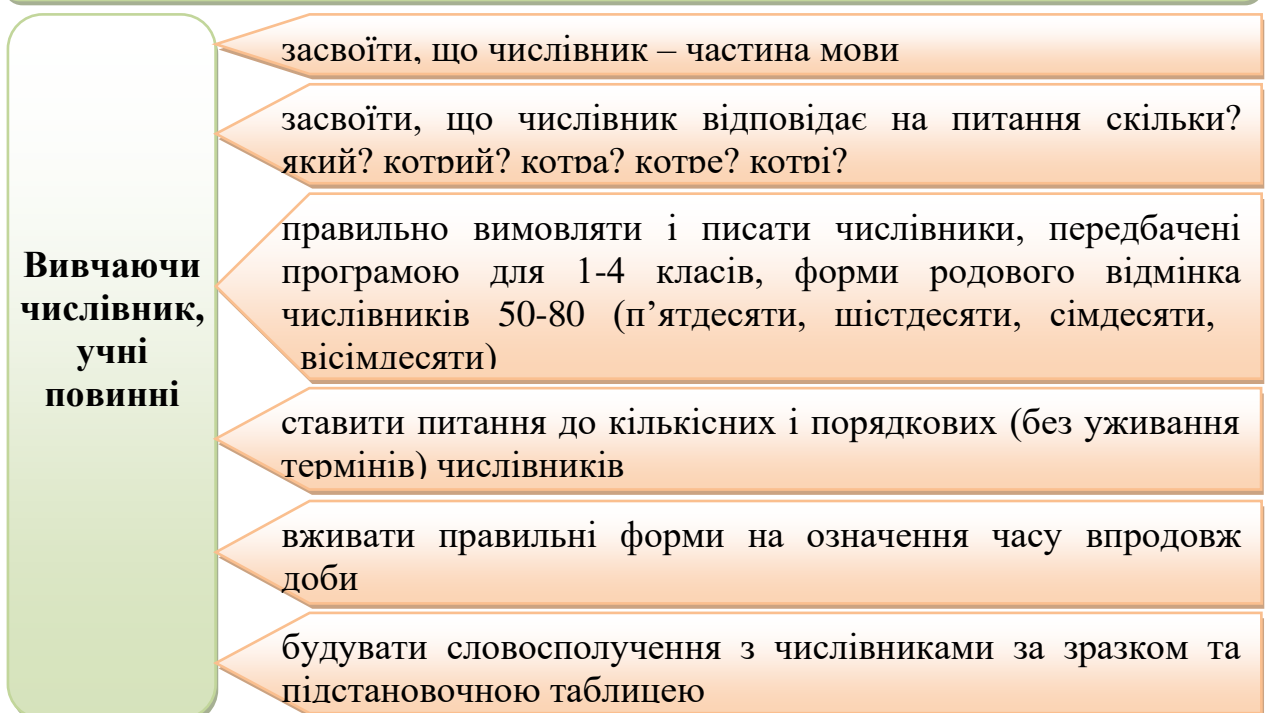 Вивчаючи
числівник,
учні
повинні
засвоїти, що числівник – частина мови
засвоїти, що числівник відповідає на питання скільки?
який? котрий? котра? котре? котрі?
правильно вимовляти і писати числівники, передбачені
програмою для 1-4 класів, форми родового відмінка
числівників 50-80 (п’ятдесяти, шістдесяти, сімдесяти,
вісімдесяти)
ставити питання до кількісних і порядкових (без уживання
термінів) числівників
вживати правильні форми на означення часу впродовж
доби
будувати словосполучення з числівниками за зразком та
підстановочною таблицею